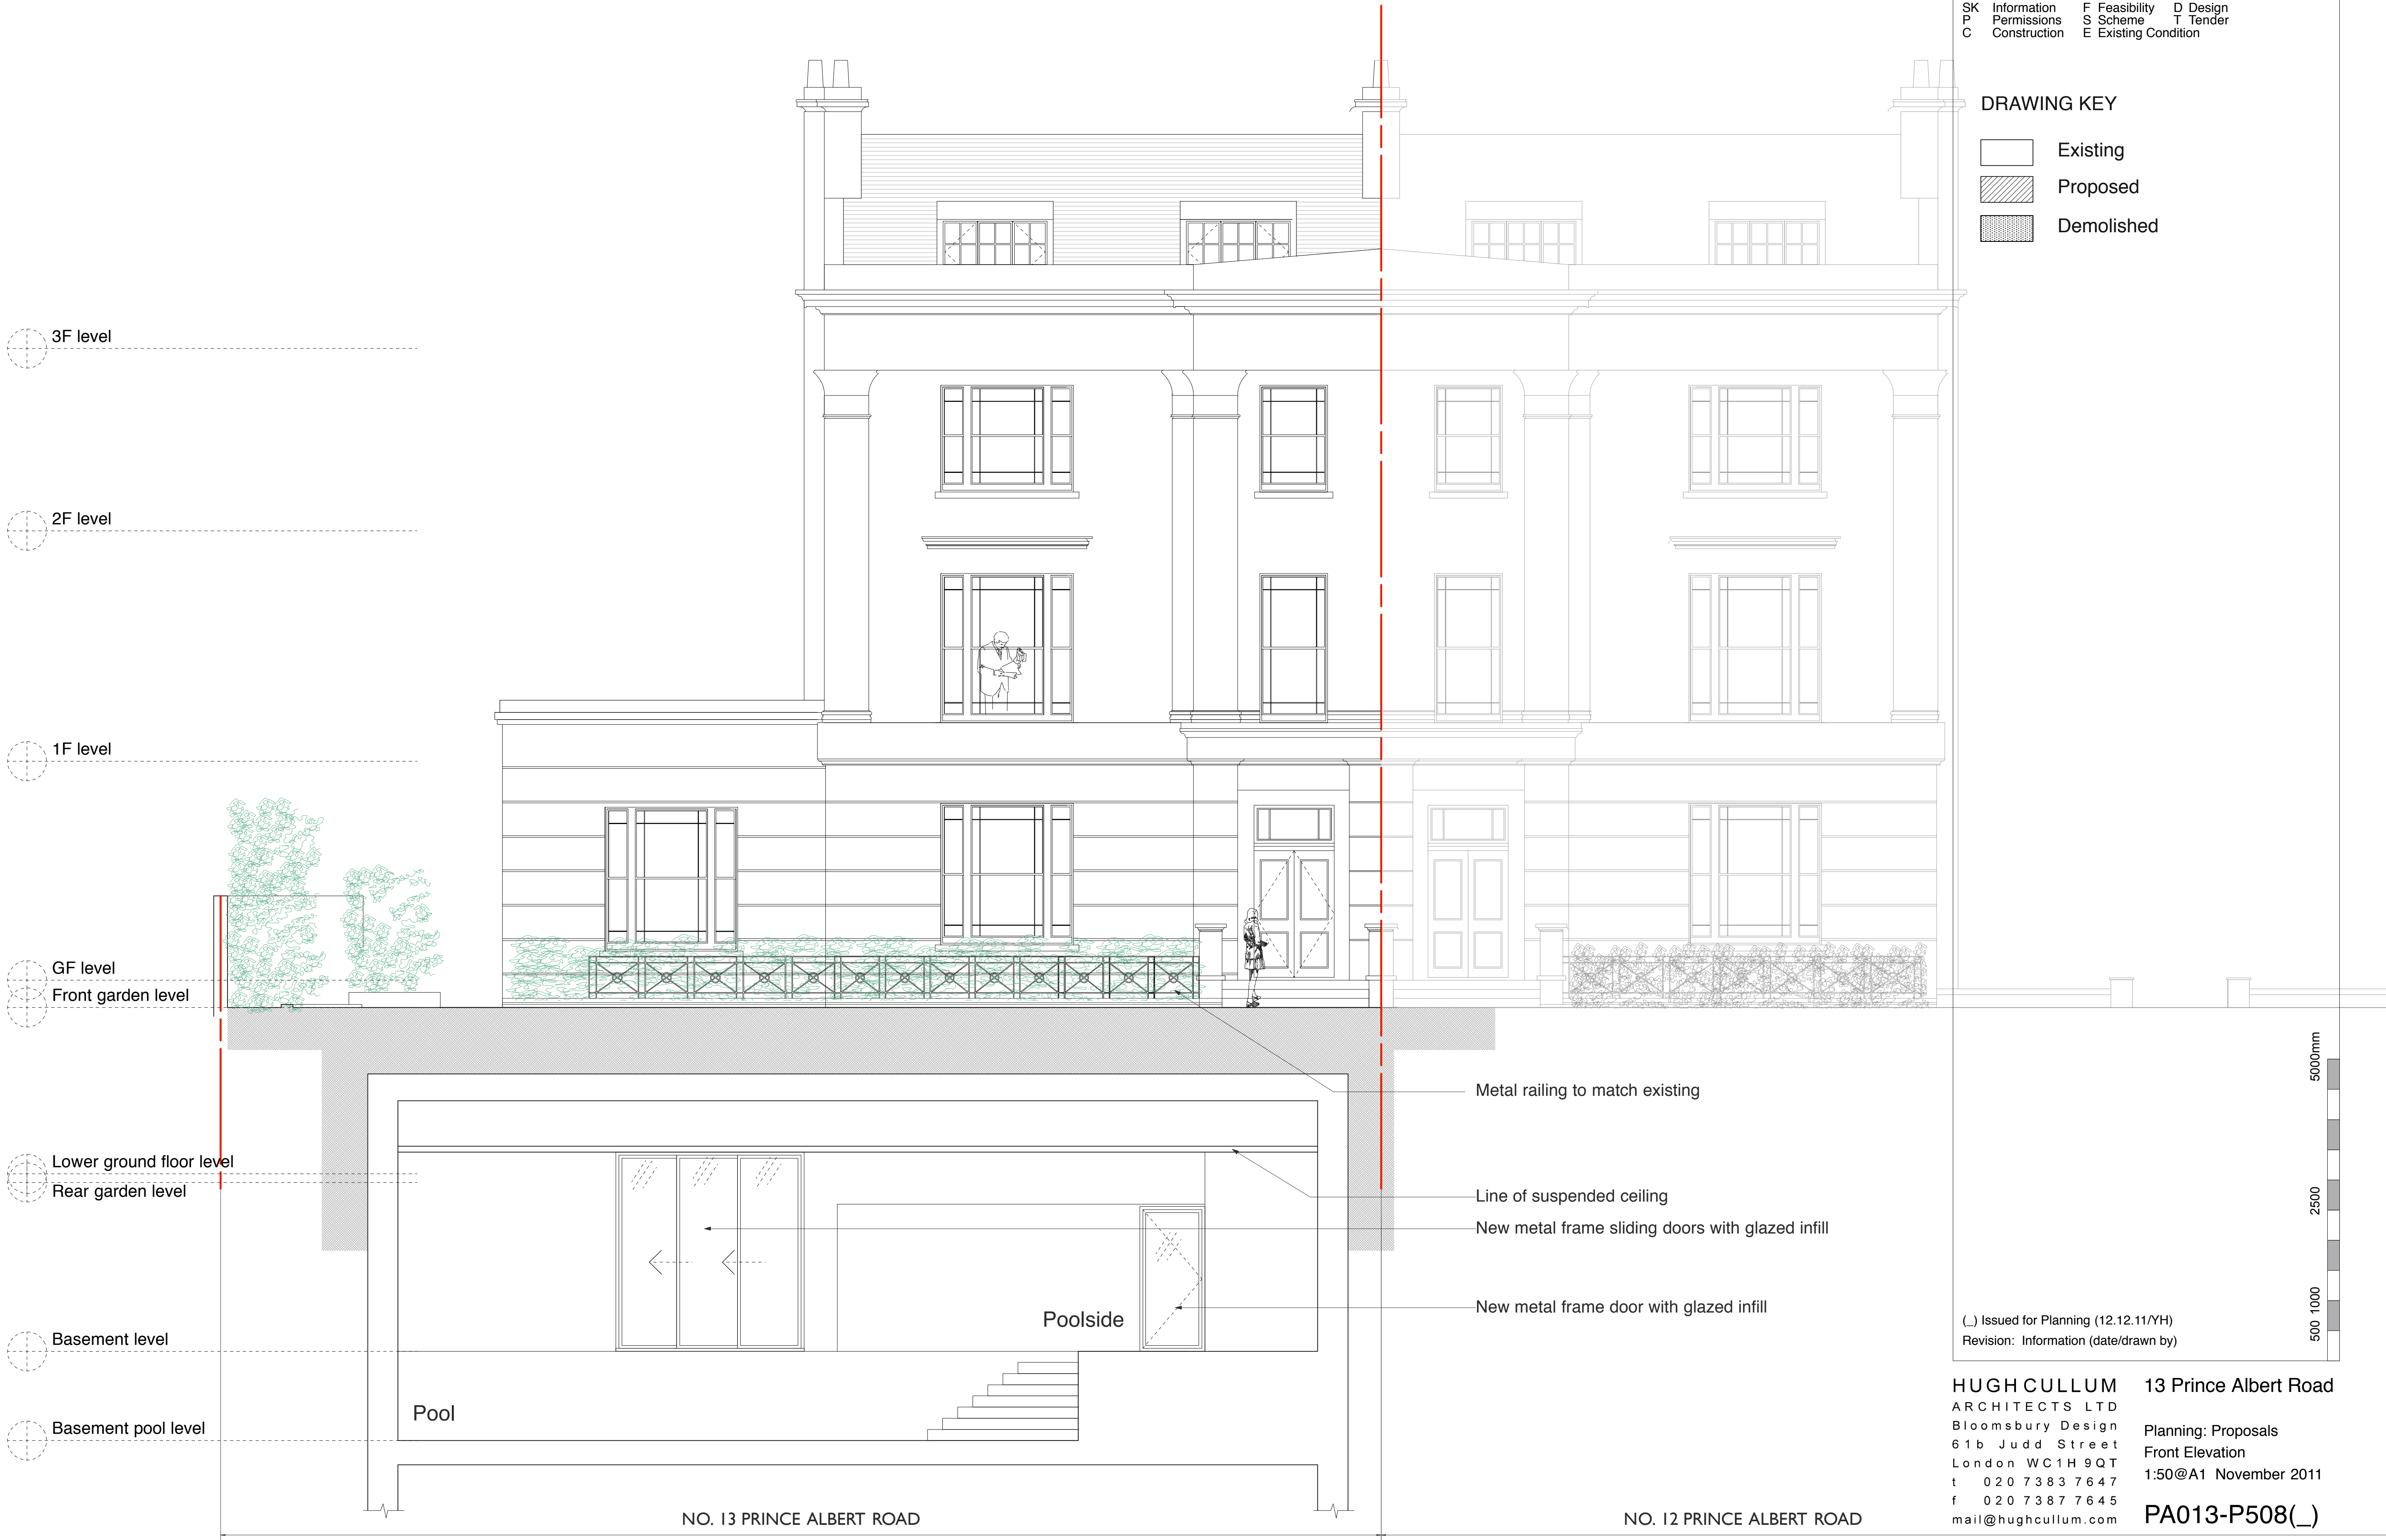 SK Information F Feasibility D Design
P Permissions S Scheme T Tender
C Construction E Existing Condition
DRAWING KEY
Existing
Proposed
Demolished
3F level
2F level
1F level
GF level
Front garden level
Lower ground floor level
Rear garden level
Basement level
Basement pool level
Metal railing to match existing
Line of suspended ceiling
New metal frame sliding doors with glazed infill
New metal frame door with glazed infill
Poolside
Pool
NO. 13 PRINCE ALBERT ROAD
NO. 12 PRINCE ALBERT ROAD
5000mm
2500
1000
500
(_) Issued for Planning (12.12.11/YH)
Revision: Information (date/drawn by)
HUGH CULLUM
ARCHITECTS LTD
Bloomsbury Design
61b Judd Street
London WC1H 9QT
t 020 7383 7647
f 020 7387 7645
mail@hughcullum.com
13 Prince Albert Road
Planning: Proposals
Front Elevation
1:50@A1 November 2011
PA013-P508(_)